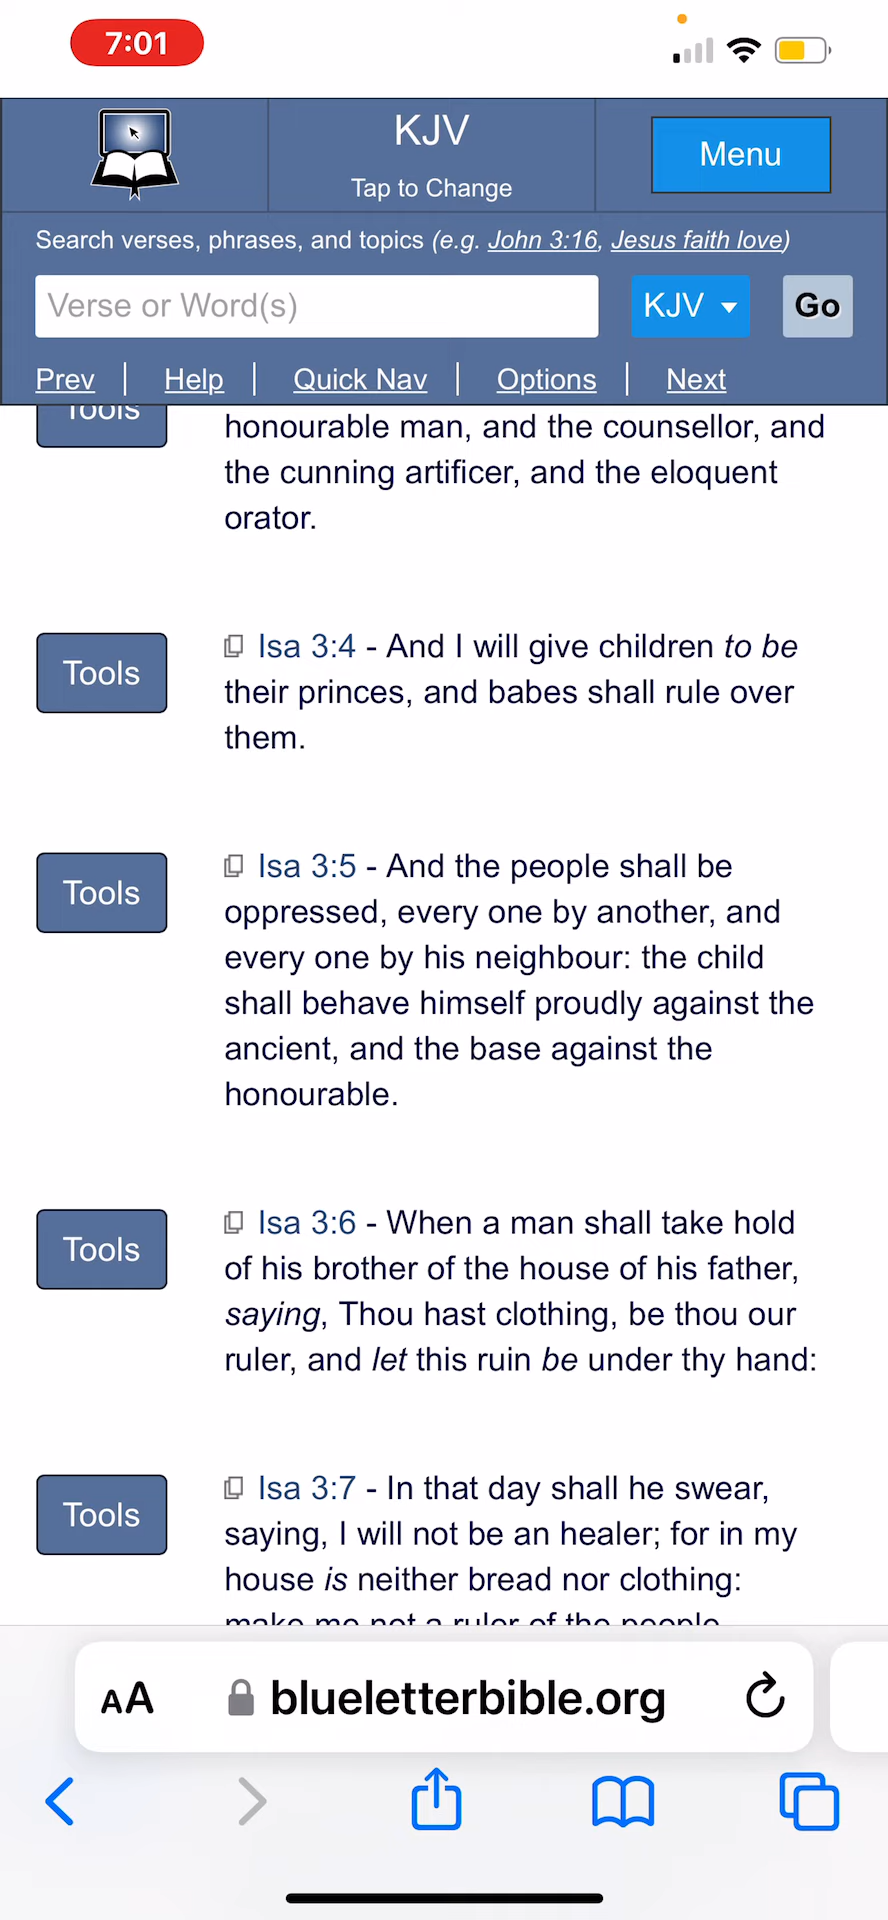 7:01
KJV
Tap to Change
Menu
Search verses, phrases, and topics (e.g. John 3:16, Jesus faith love)
Verse or Word(s)
KJV
Go
Prev | Help | Quick Nav | Options | Next
Tools
honourable man, and the counsellor, and
the cunning artificer, and the eloquent
orator.
Tools
Isa 3:4 - And I will give children to be
their princes, and babes shall rule over
them.
Tools
Isa 3:5 - And the people shall be
oppressed, every one by another, and
every one by his neighbour: the child
shall behave himself proudly against the
ancient, and the base against the
honourable.
Tools
Isa 3:6 - When a man shall take hold
of his brother of the house of his father,
saying, Thou hast clothing, be thou our
ruler, and let this ruin be under thy hand:
Tools
Isa 3:7 - In that day shall he swear,
saying, I will not be an healer; for in my
house is neither bread nor clothing:
make me not a ruler of the people.
AA
blueletterbible.org